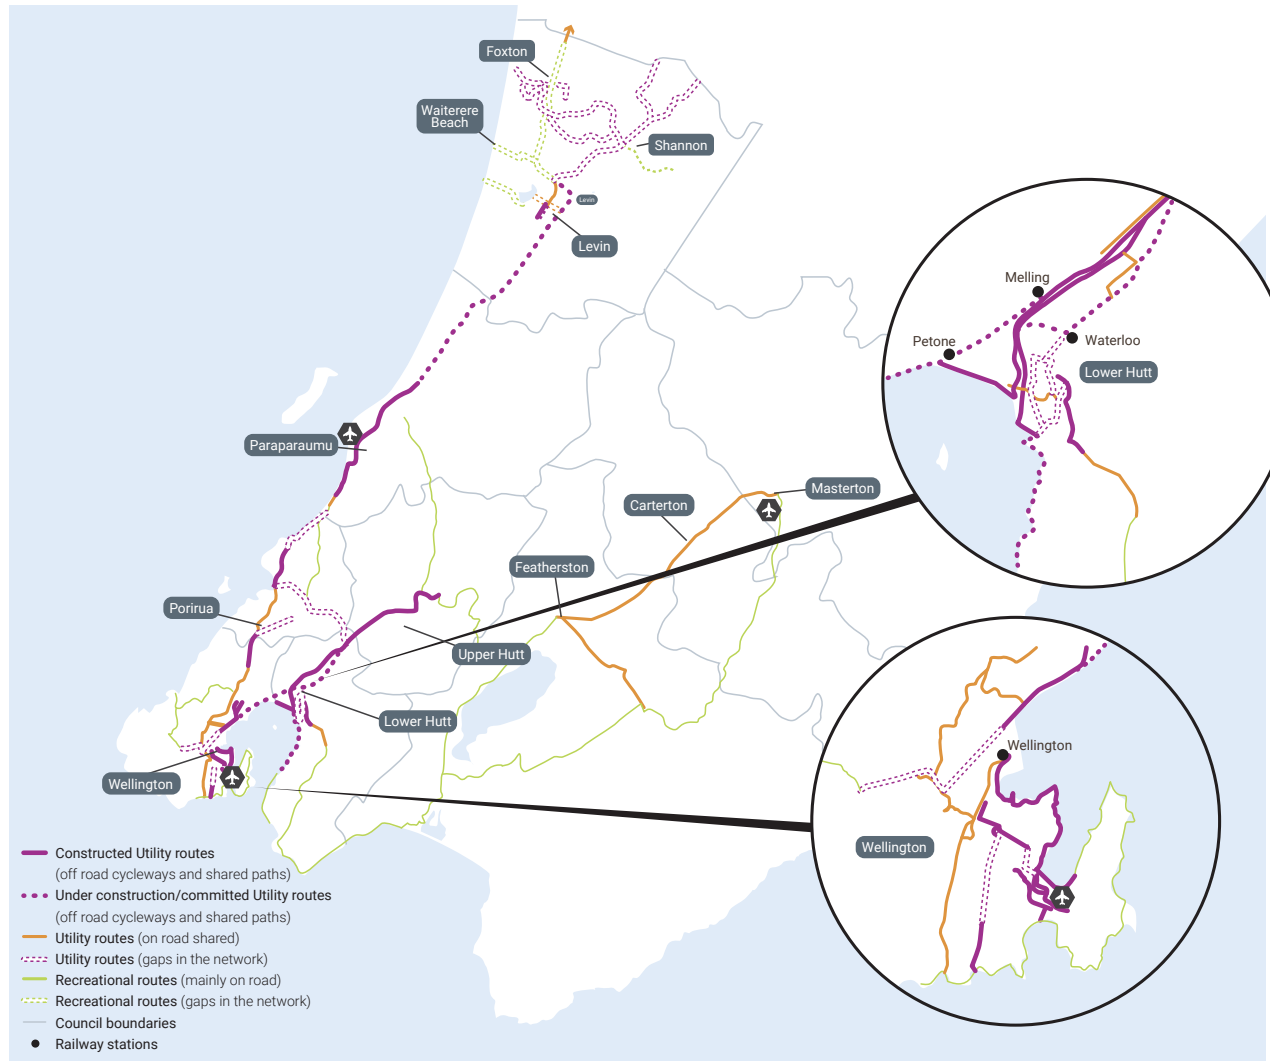 Foxton
Waiterere
Beach
Shannon
Levin
Levin
Melling
Petone
Waterloo
Lower Hutt
Paraparaumu
Masterton
Carterton
Featherston
Porirua
Upper Hutt
Lower Hutt
Wellington
Wellington
Wellington
Constructed Utility routes
(off road cycleways and shared paths)
Under construction/committed Utility routes
(off road cycleways and shared paths)
Utility routes (on road shared)
Utility routes (gaps in the network)
Recreational routes (mainly on road)
Recreational routes (gaps in the network)
Council boundaries
Railway stations